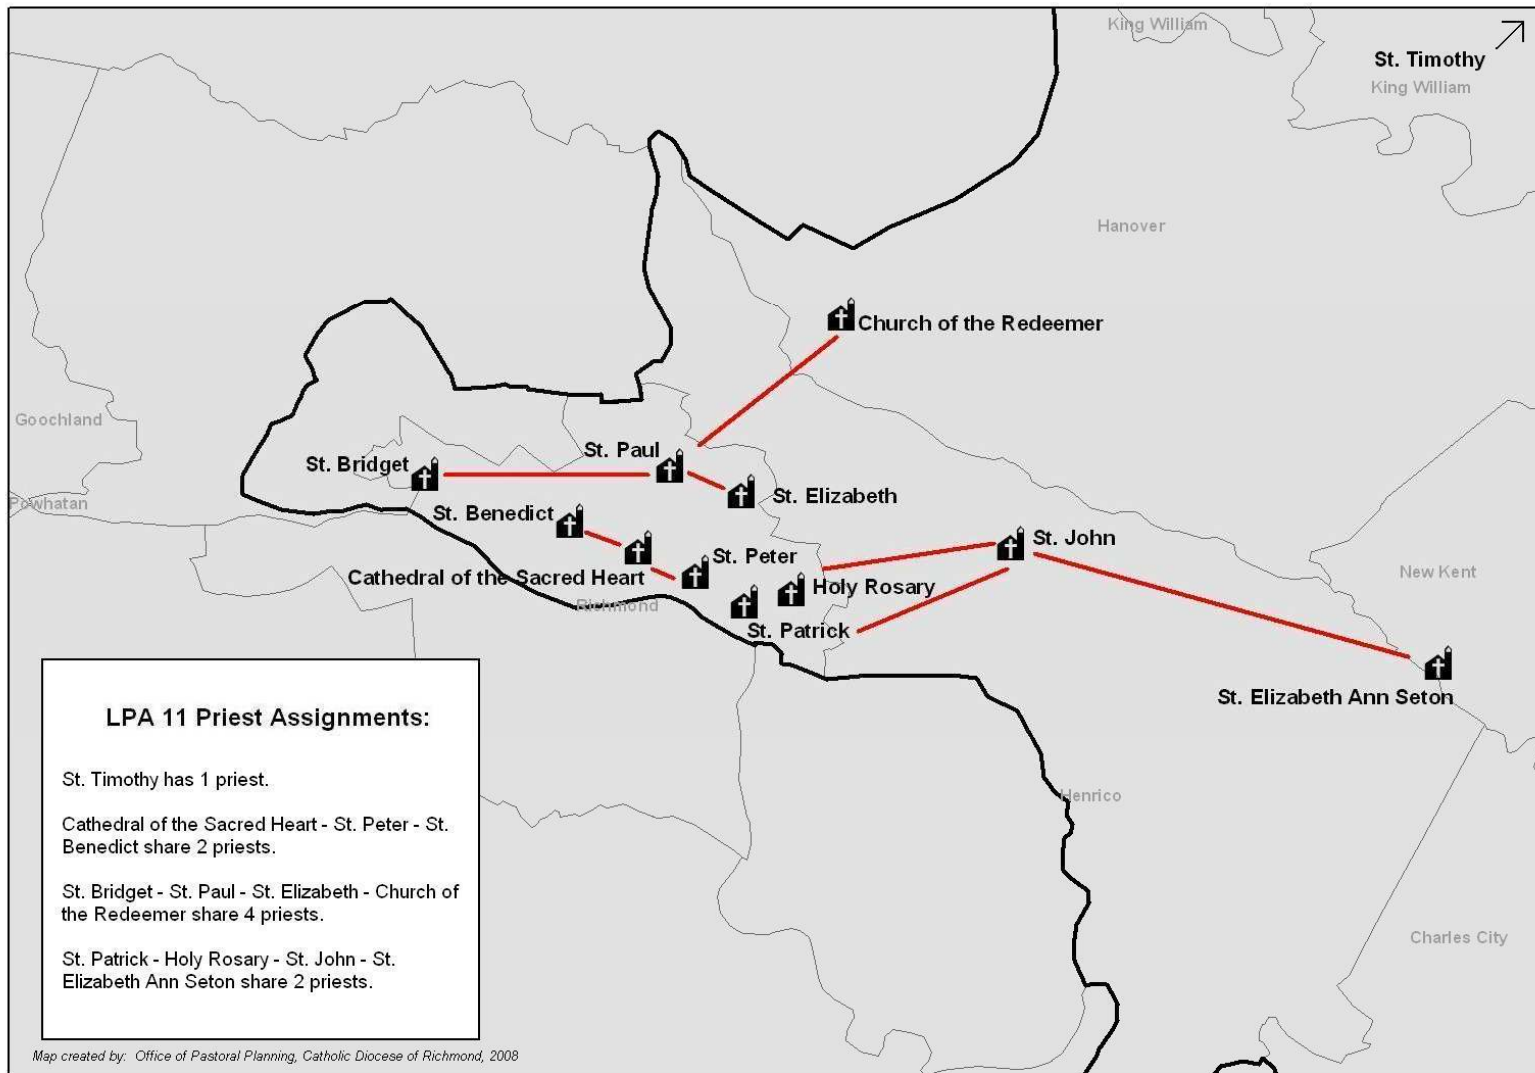 King William
St. Timothy
King William
Hanover
Church of the Redeemer
Goochland
St. Paul
St. Bridget
St. Elizabeth
Powhatan
St. Benedict
St. John
St. Peter
Cathedral of the Sacred Heart
New Kent
Holy Rosary
Richmond
St. Patrick
St. Elizabeth Ann Seton
LPA 11 Priest Assignments:
St. Timothy has 1 priest.
Cathedral of the Sacred Heart - St. Peter - St.
Benedict share 2 priests.
St. Bridget - St. Paul - St. Elizabeth - Church of
the Redeemer share 4 priests.
St. Patrick - Holy Rosary - St. John - St.
Elizabeth Ann Seton share 2 priests.
Henrico
Charles City
Map created by: Office of Pastoral Planning, Catholic Diocese of Richmond, 2008